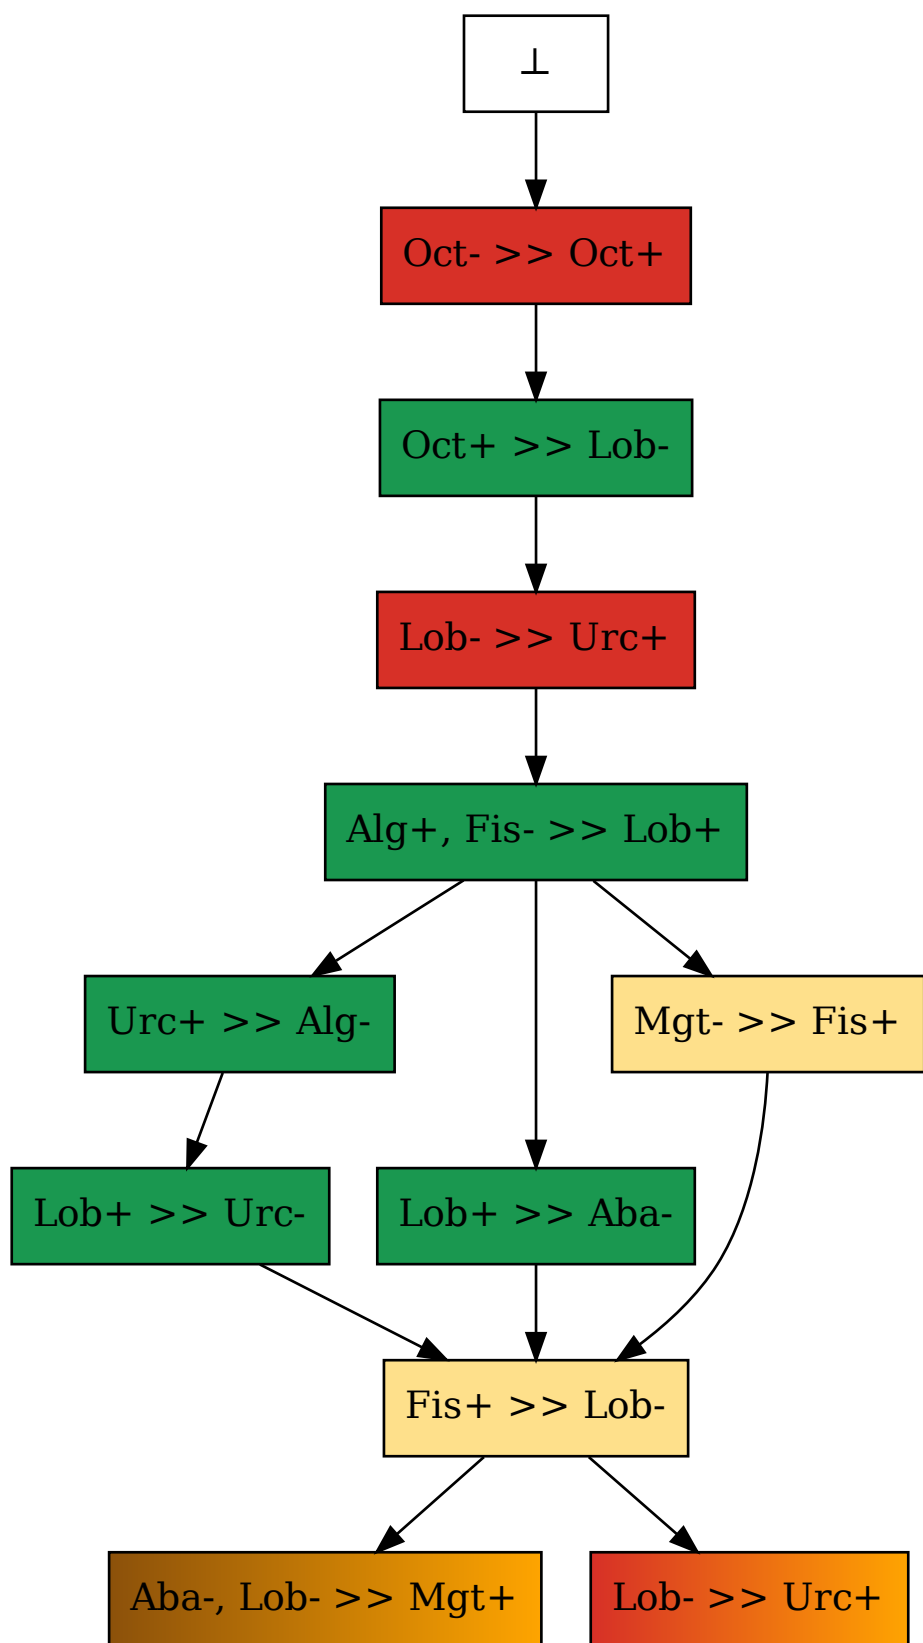 ⊥
Oct- >> Oct+
Oct+ >> Lob-
Lob- >> Urc+
Alg+, Fis- >> Lob+
Urc+ >> Alg-
Mgt- >> Fis+
Lob+ >> Urc-
Lob+ >> Aba-
Fis+ >> Lob-
Aba-, Lob- >> Mgt+
Lob- >> Urc+